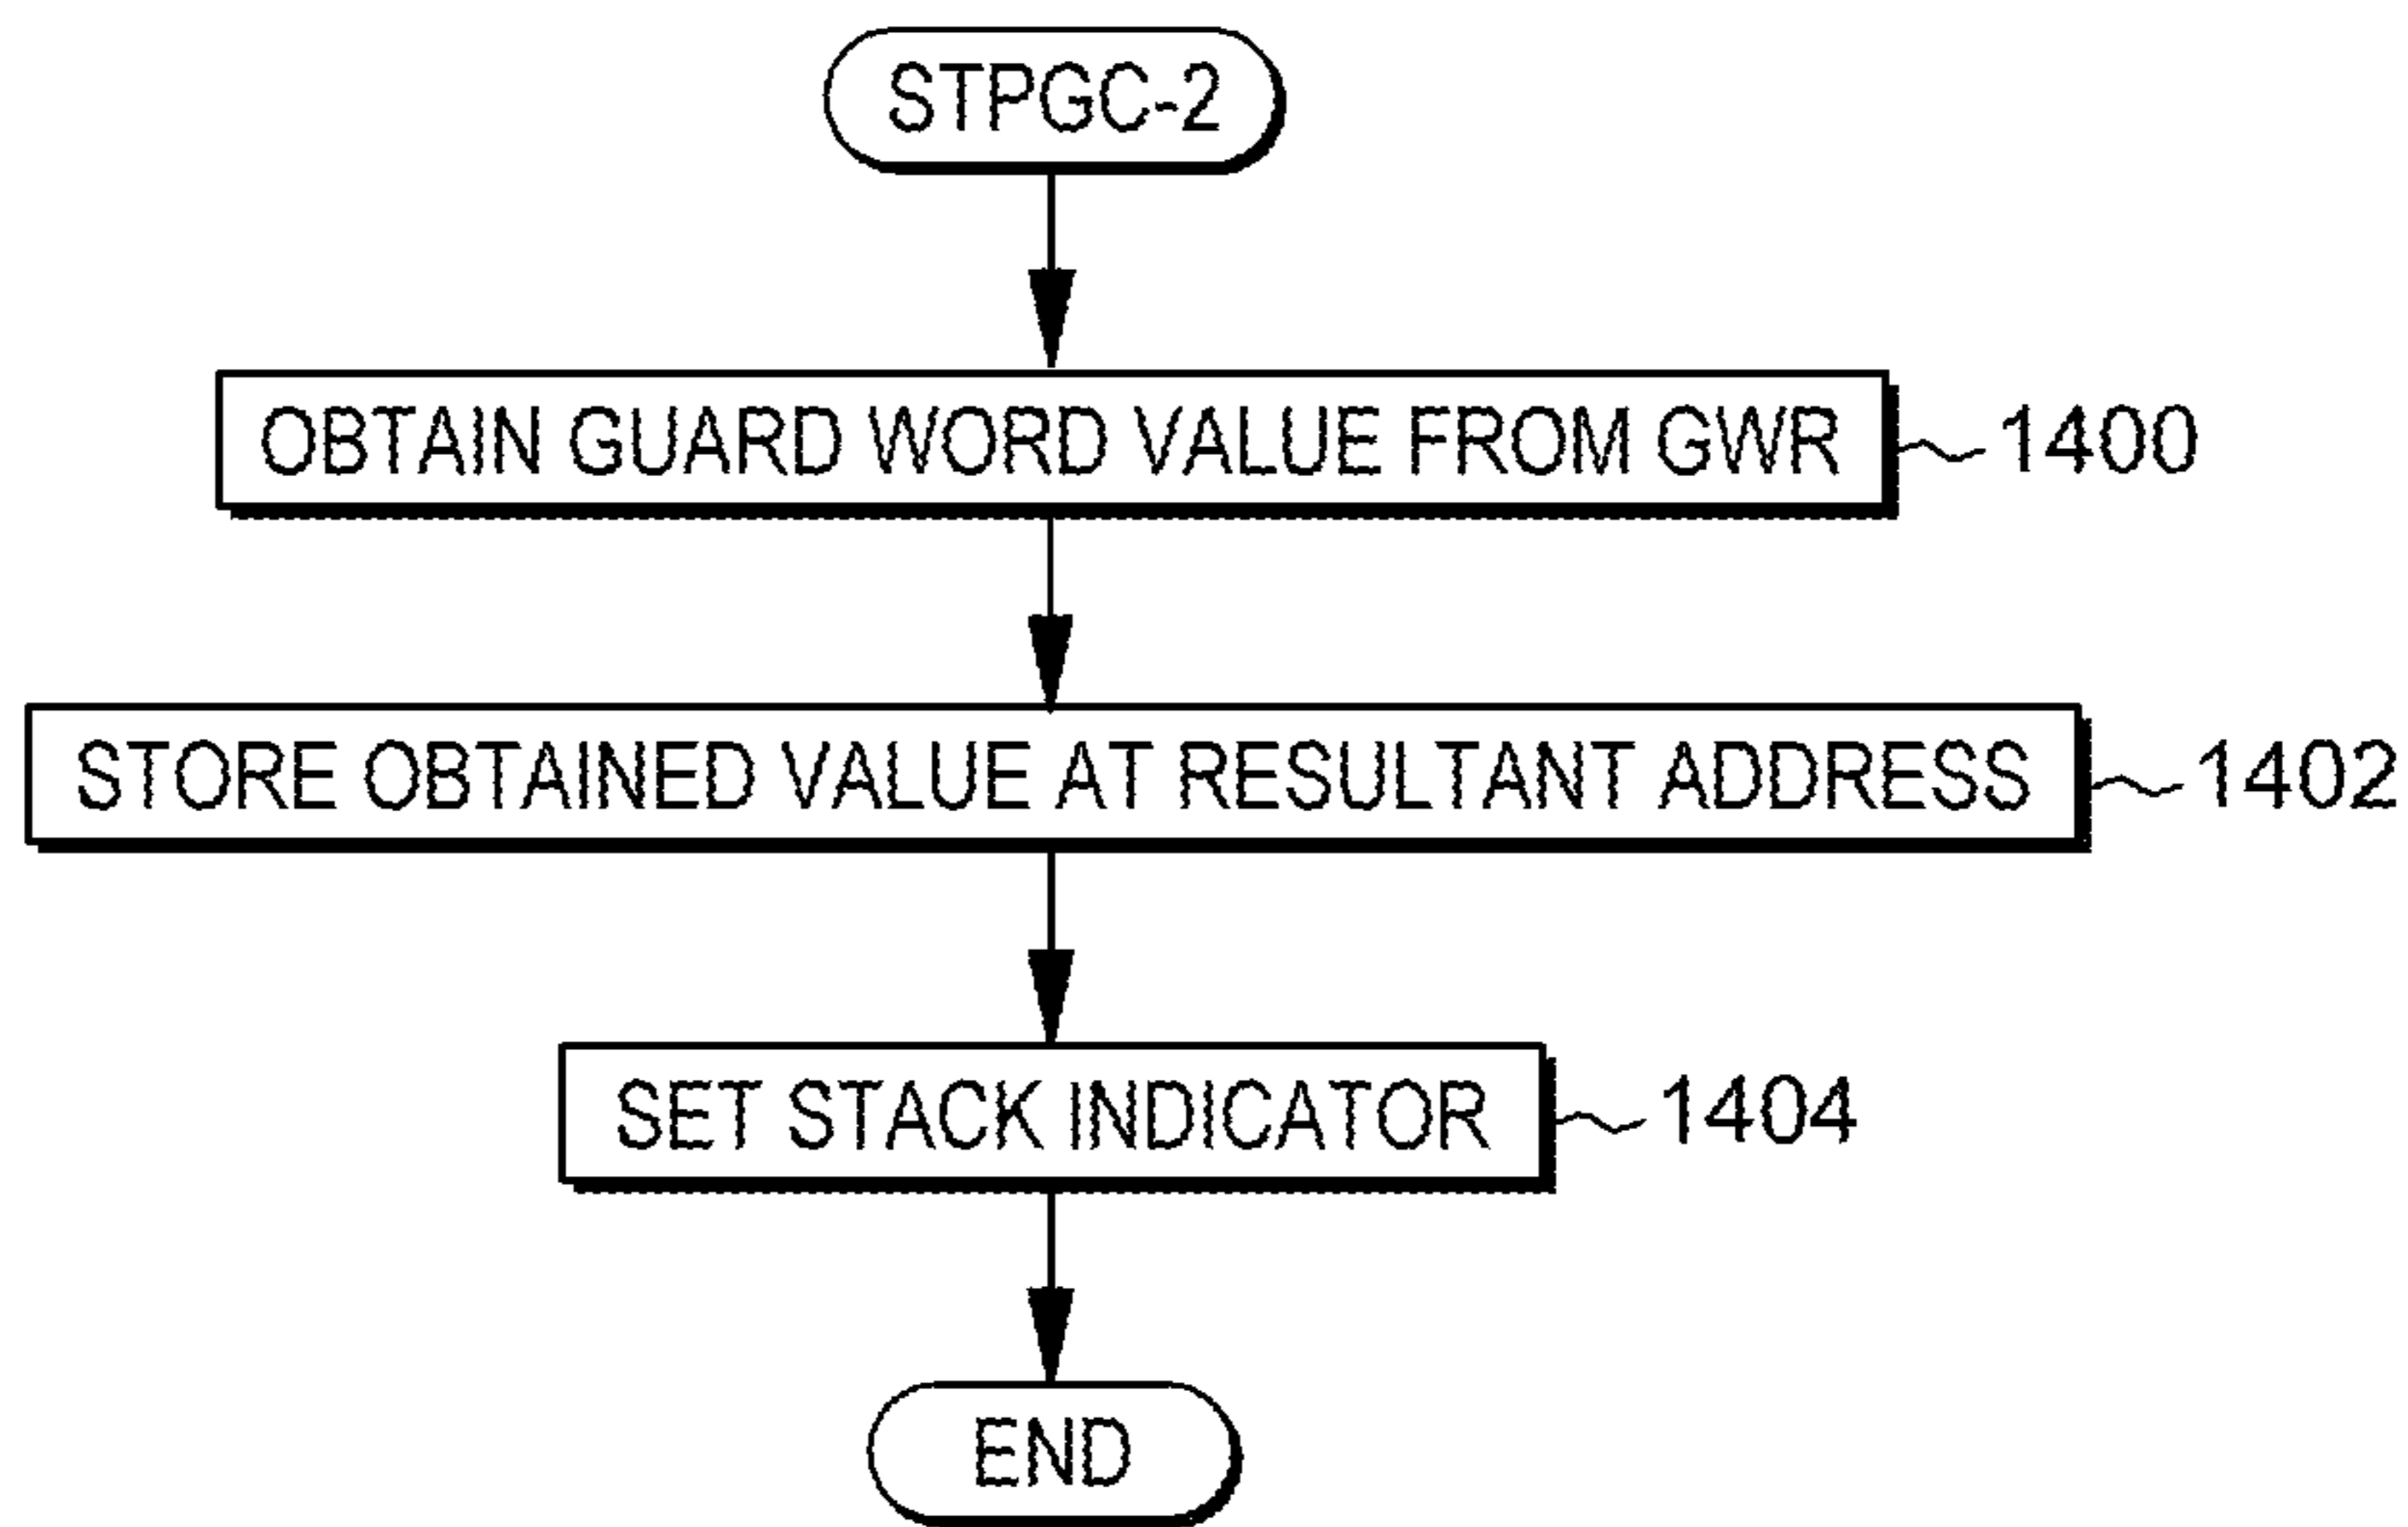 STPGC-2
OBTAIN GUARD WORD VALUE FROM GWR
1400
STORE OBTAINED VALUE AT RESULTANT ADDRESS
1402
SET STACK INDICATOR
1404
END